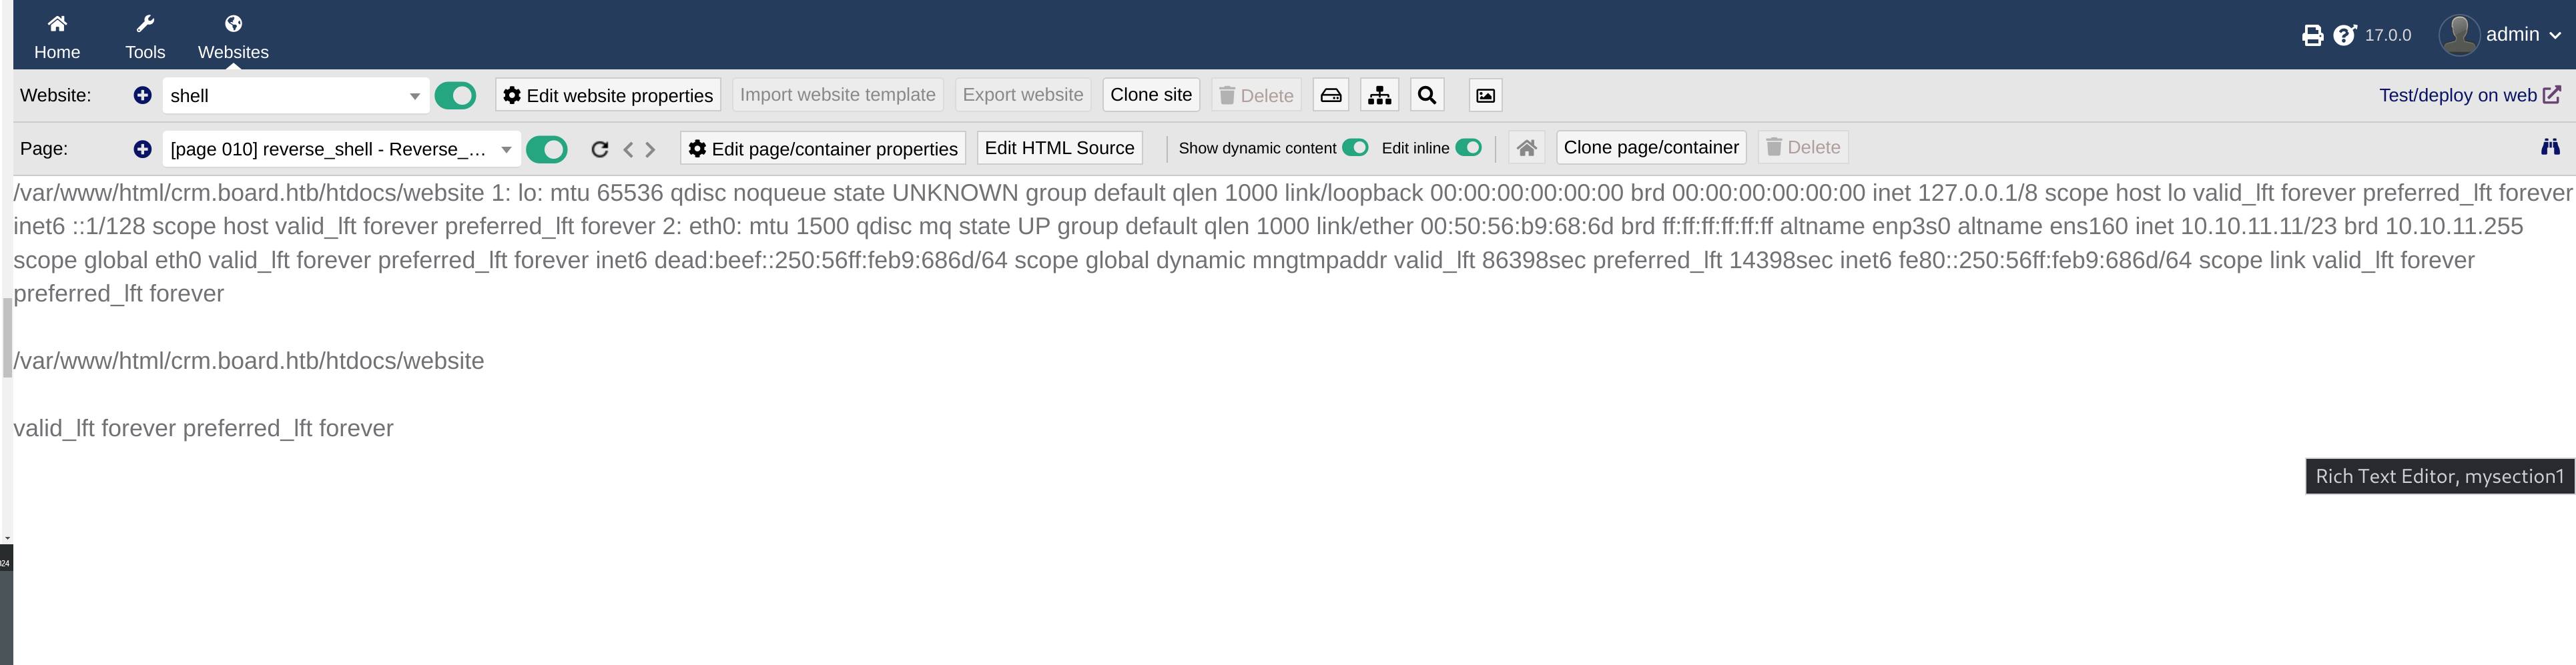 Home
Tools
Websites
17.0.0
admin
Website:
shell
Edit website properties
Import website template
Export website
Clone site
Delete
Test/deploy on web
Page:
[page 010] reverse_shell - Reverse_...
Edit page/container properties
Edit HTML Source
Show dynamic content
Edit inline
Clone page/container
Delete
/var/www/html/crm.board.htb/htdocs/website 1: lo: mtu 65536 qdisc noqueue state UNKNOWN group default qlen 1000 link/loopback 00:00:00:00:00:00 brd 00:00:00:00:00:00 inet 127.0.0.1/8 scope host lo valid_lft forever preferred_lft forever
inet6 ::1/128 scope host valid_lft forever preferred_lft forever 2: eth0: mtu 1500 qdisc mq state UP group default qlen 1000 link/ether 00:50:56:b9:68:6d brd ff:ff:ff:ff:ff:ff altname enp3s0 altname ens160 inet 10.10.11.11/23 brd 10.10.11.255
scope global eth0 valid_lft forever preferred_lft forever inet6 dead:beef::250:56ff:feb9:686d/64 scope global dynamic mngtmpaddr valid_lft 86398sec preferred_lft 14398sec inet6 fe80::250:56ff:feb9:686d/64 scope link valid_lft forever
preferred_lft forever
/var/www/html/crm.board.htb/htdocs/website
valid_lft forever preferred_lft forever
Rich Text Editor, mysection1